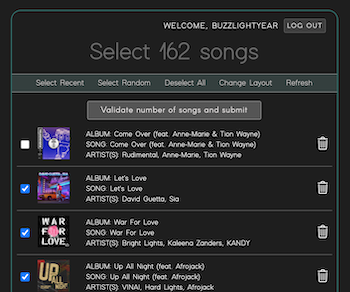 WELCOME, BUZZLIGHTYEAR LOG OUT
Select 162 songs
Select Recent Select Random Deselect All Change Layout Refresh
Validate number of songs and submit
ALBUM: Come Over (feat. Anne-Marie & Tion Wayne)
SONG: Come Over (feat. Anne-Marie & Tion Wayne)
ARTIST(S): Rudimental, Anne-Marie, Tion Wayne
ALBUM: Let's Love
SONG: Let's Love
ARTIST(S): David Guetta, Sia
WAR
FOR
LOVE
ALBUM: War For Love
SONG: War For Love
ARTIST(S): Bright Lights, Kaleena Zanders, KANDY
UP
ALL
NIGHT
ALBUM: Up All Night (feat. Afrojack)
SONG: Up All Night (feat. Afrojack)
ARTIST(S): VINAI, Hard Lights, Afrojack